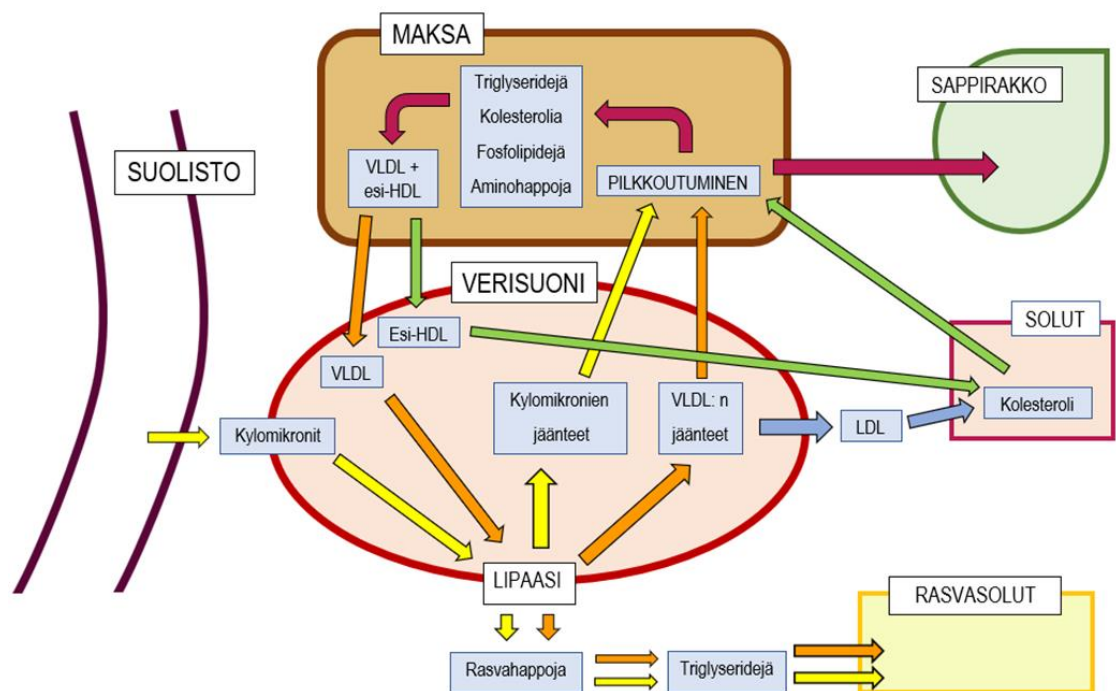 MAKSA
Triglyseridejä
Kolesterolia
Fosfolipidejä
Aminohappoja
VLDL +
esi-HDL
PILKKOUTUMINEN
SAPPIRAKKO
SUOLISTO
VERISUONI
Esi-HDL
VLDL
Kylomikronit
Kylomikronien
jäänteet
VLDL: n
jäänteet
LDL
SOLUT
Kolesteroli
LIPAASI
Rasvahappoja
Triglyseridejä
RASVASOLUT